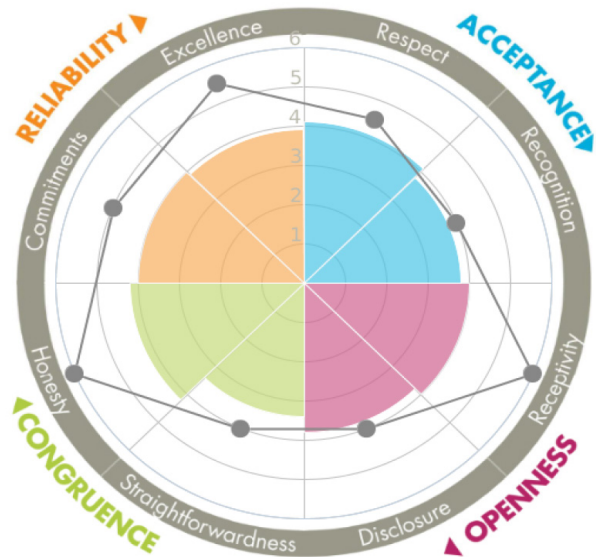 RELIABILITY
ACCEPTANCE
Excellence
Respect
Commitments
Recognition
6
5
4
3
2
1
Honesty
Receptivity
Straightforwardness
Disclosure
CONGRUENCE
OPENNESS